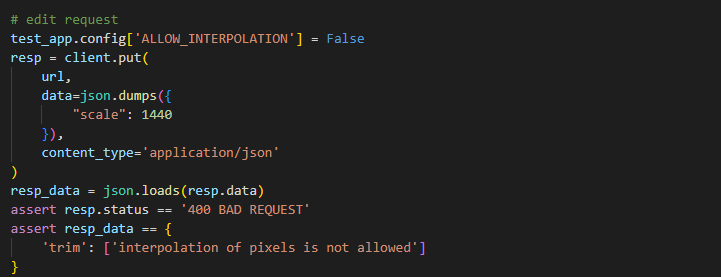 # edit request
test_app.config['ALLOW_INTERPOLATION'] = False
resp = client.put(
    url,
    data=json.dumps({
        "scale": 1440
    }),
    content_type='application/json'
)
resp_data = json.loads(resp.data)
assert resp.status == '400 BAD REQUEST'
assert resp_data == {
    'trim': ['interpolation of pixels is not allowed']
}